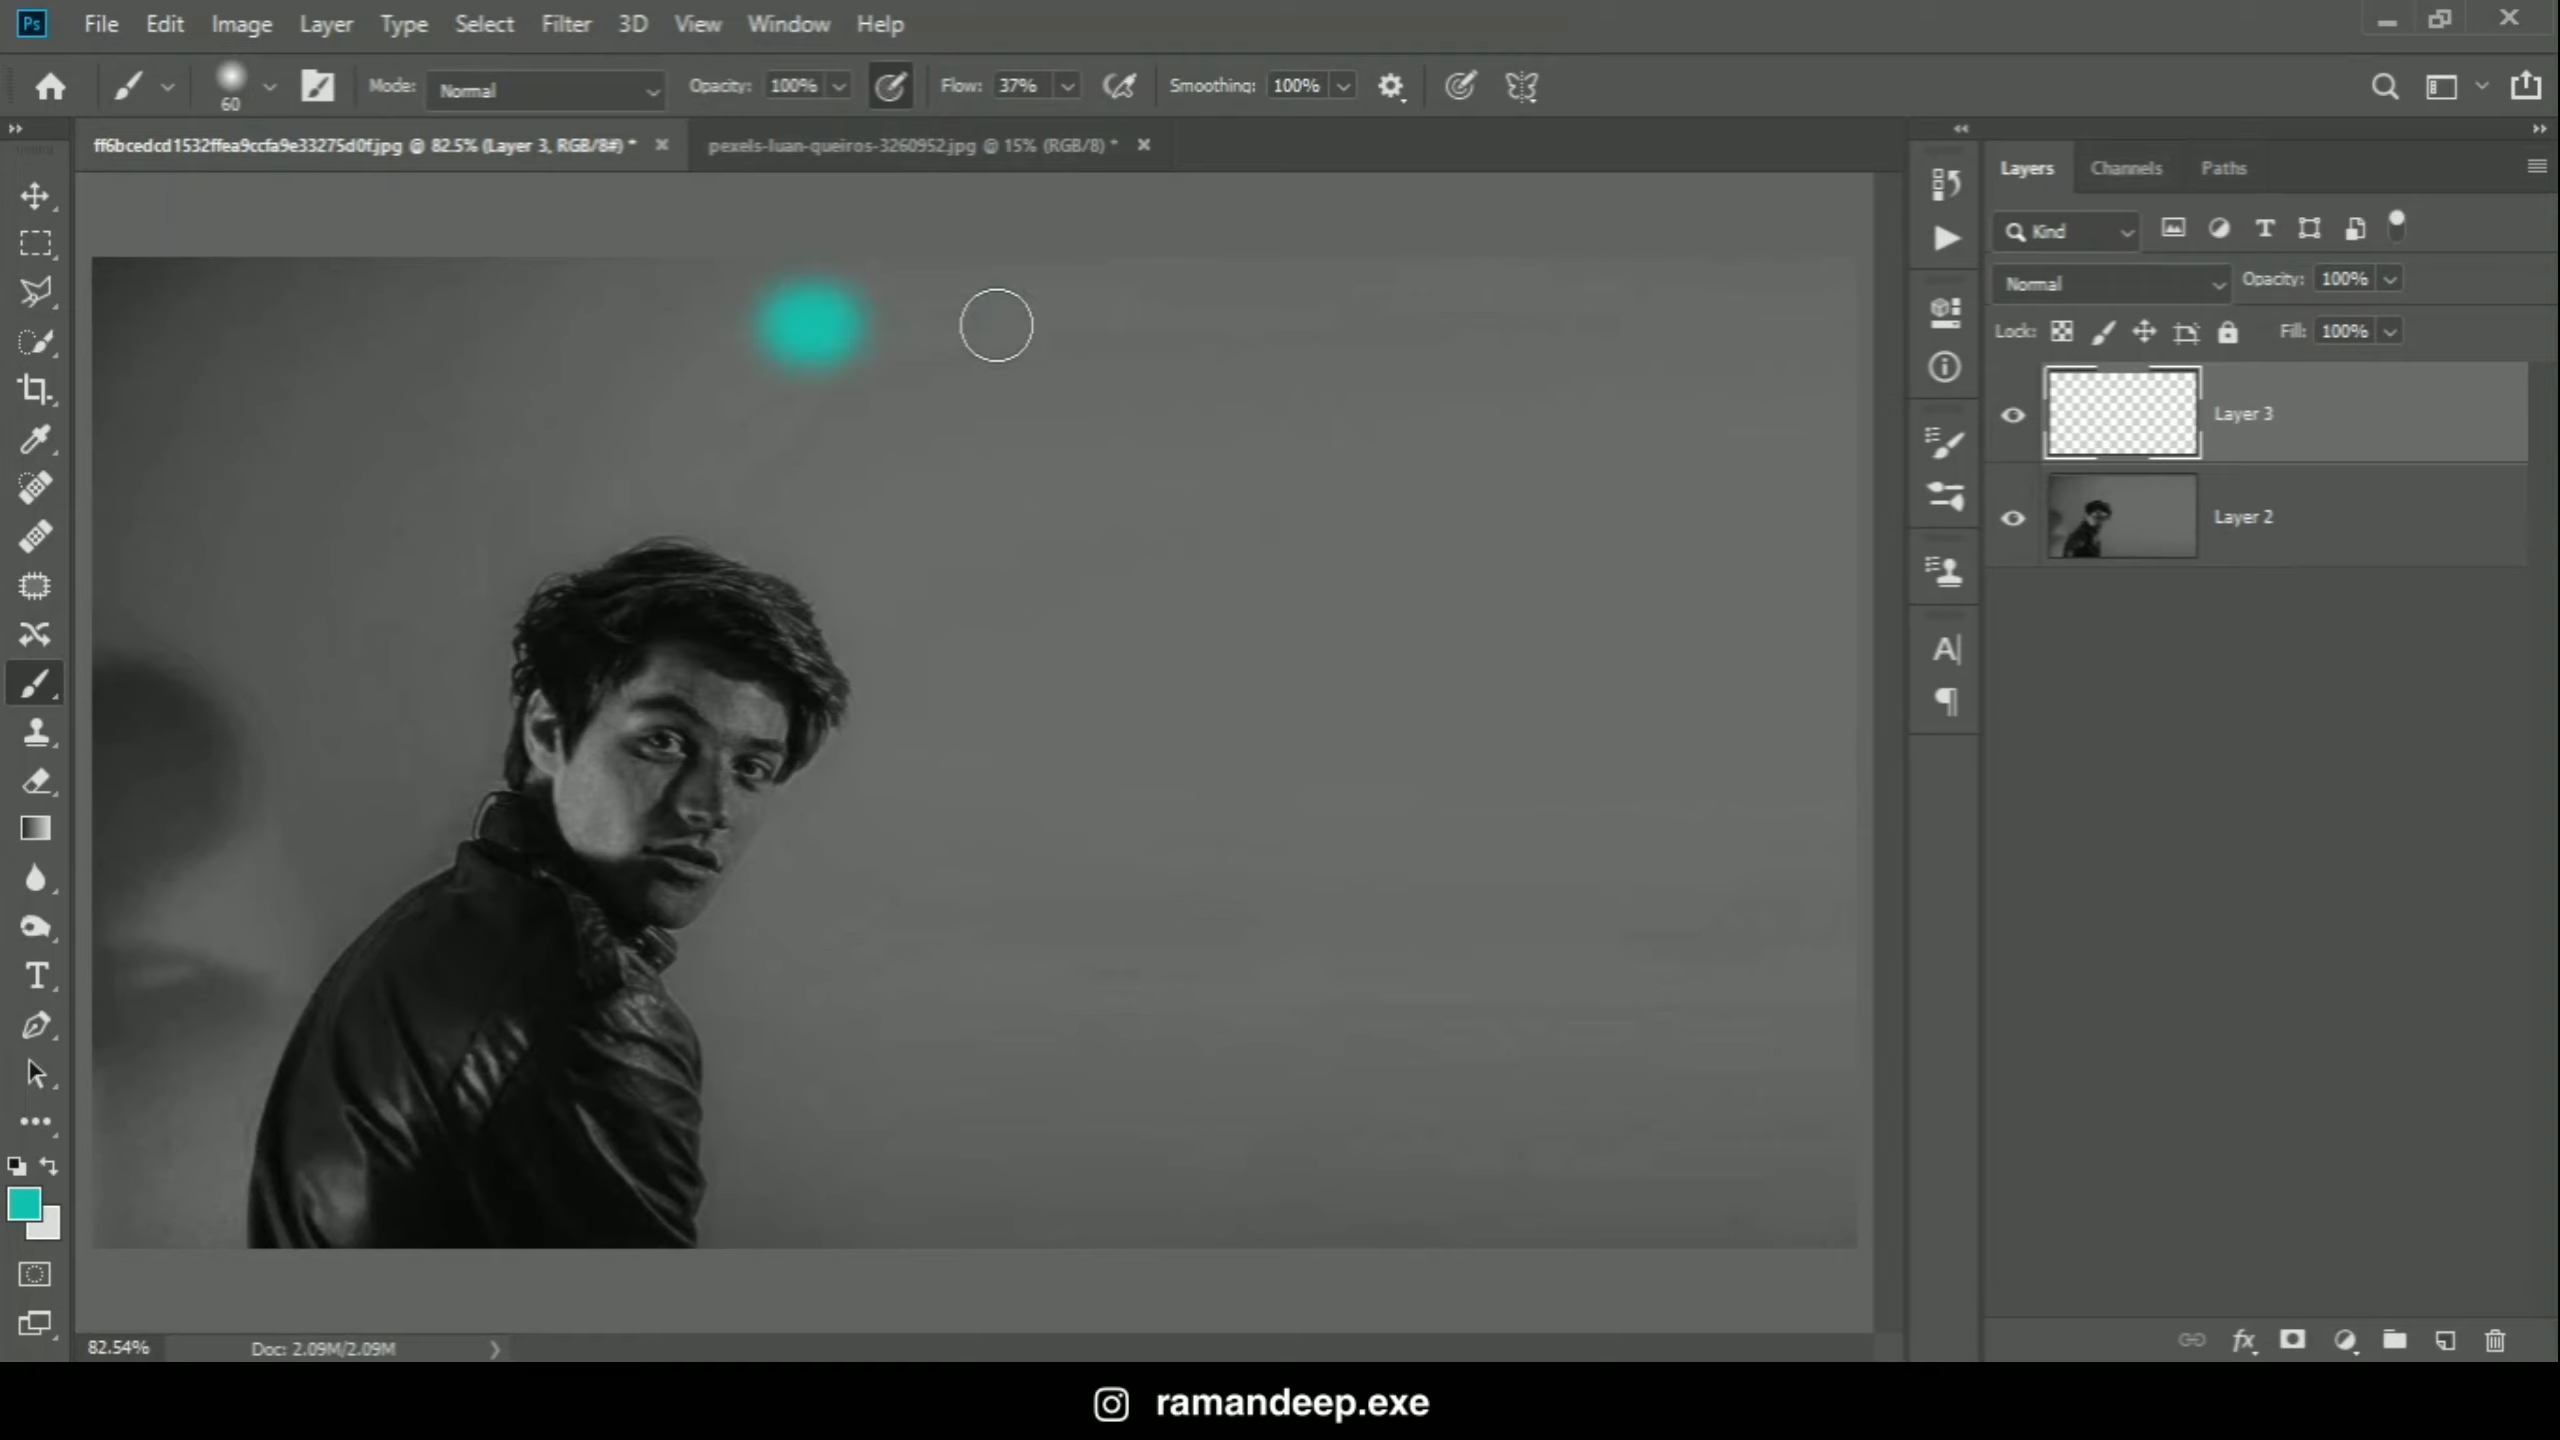 Ps File Edit Image Layer Type Select Filter 3D View Window Help
60 Mode: Normal Opacity: 100% Flow: 37% Smoothing: 100%
ff6bcedcd1532ffea9ccfa9e33275d0f.jpg @ 82.5% (Layer 3, RGB/8#) * pexels-luan-queiros-3260952.jpg @ 15% (RGB/8) *
Layers Channels Paths
Kind
Normal Opacity: 100%
Lock: Fill: 100%
Layer 3
Layer 2
82.54% Doc: 2.09M/2.09M
ramandeep.exe